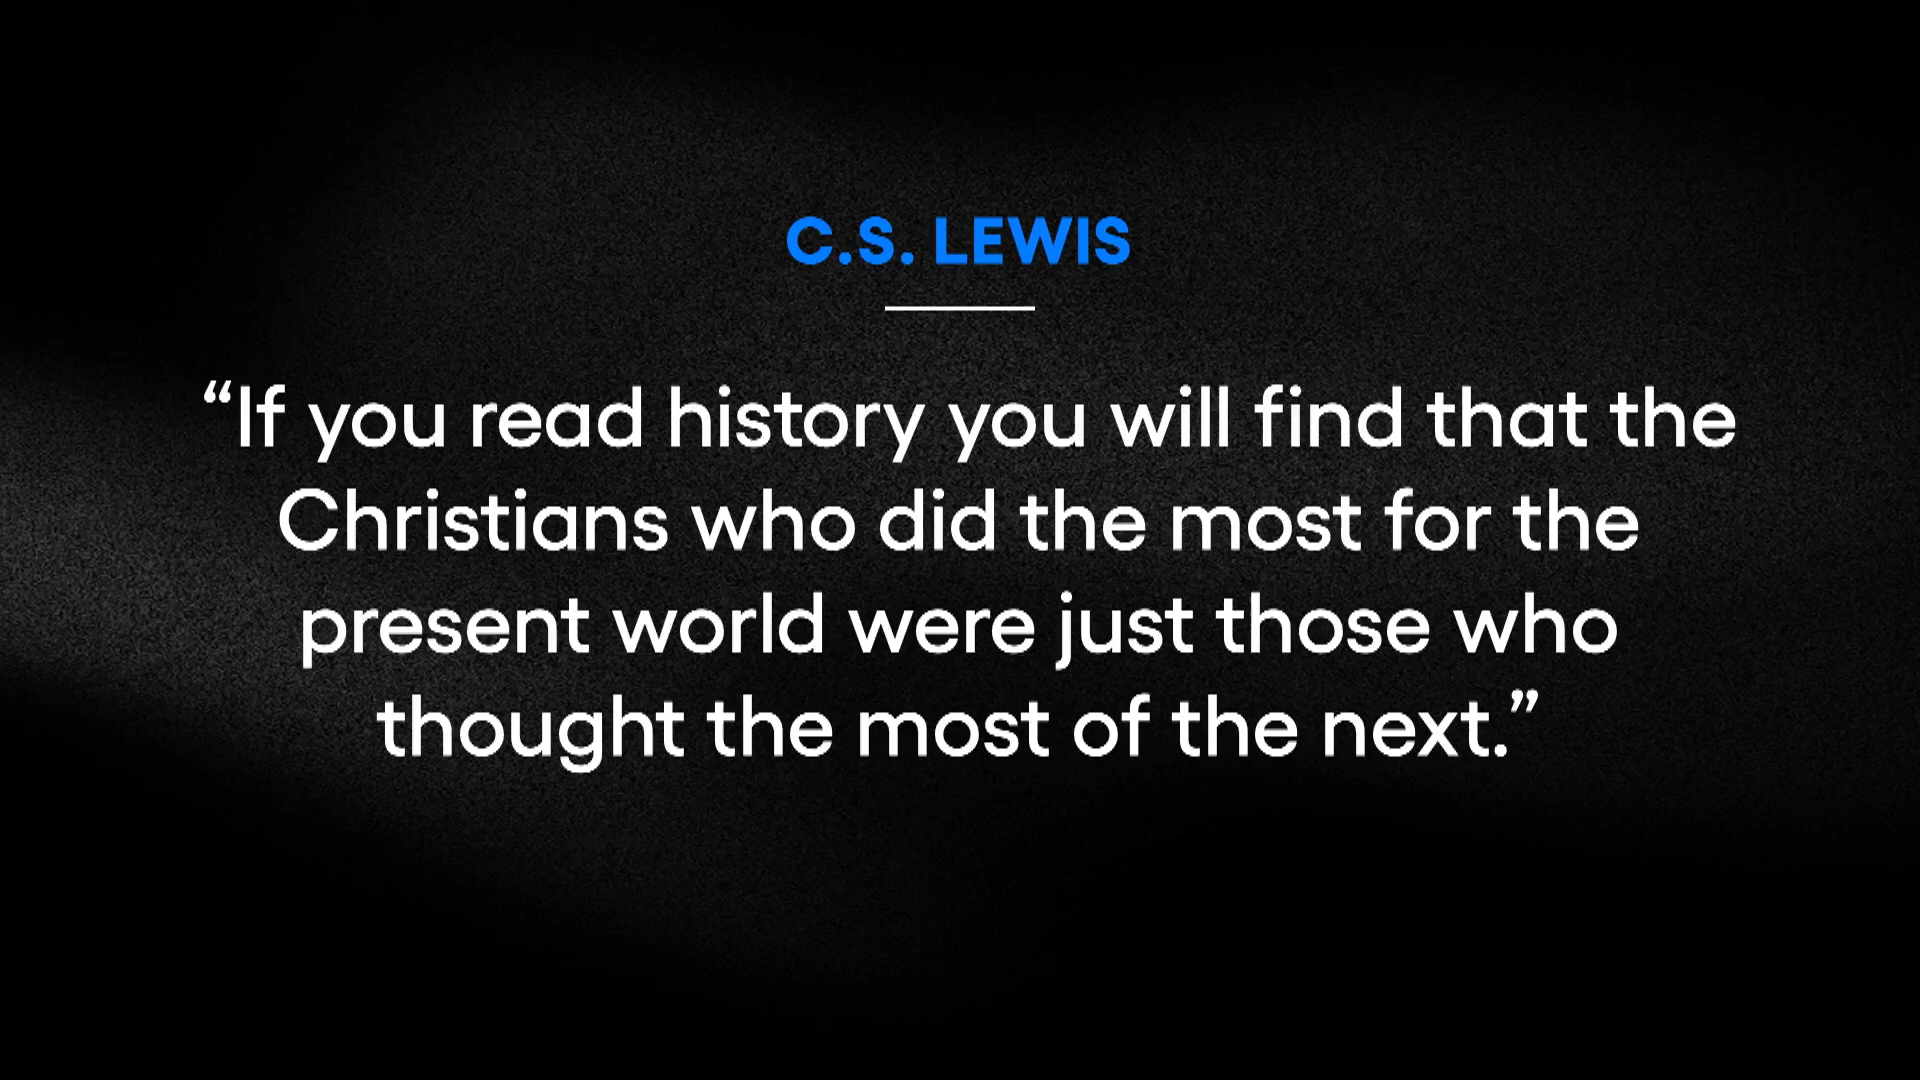 C.S. LEWIS
“If you read history you will find that the
Christians who did the most for the
present world were just those who
thought the most of the next.”